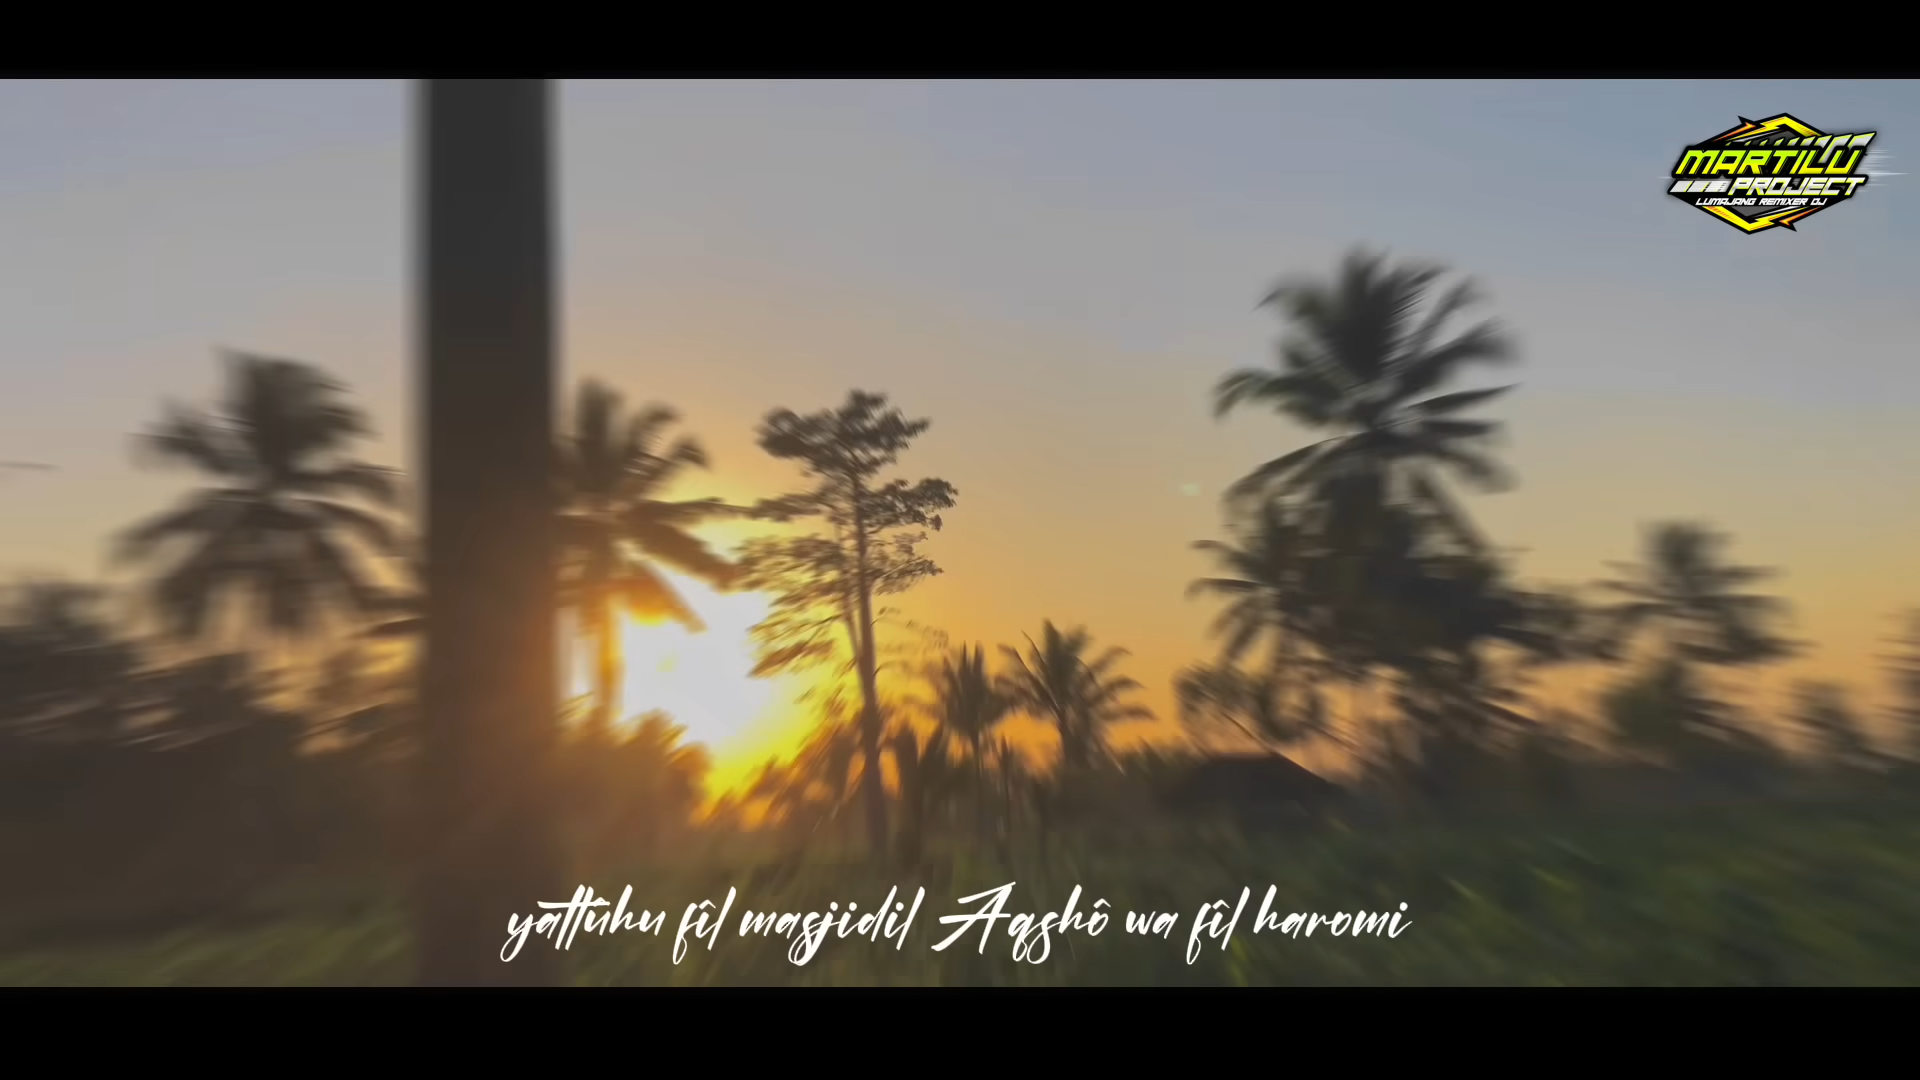 MARTILU
PROJECT
LUMAJANG REMIXER DJ
yattûhu fîl masjidil Aqshô wa fîl haromi